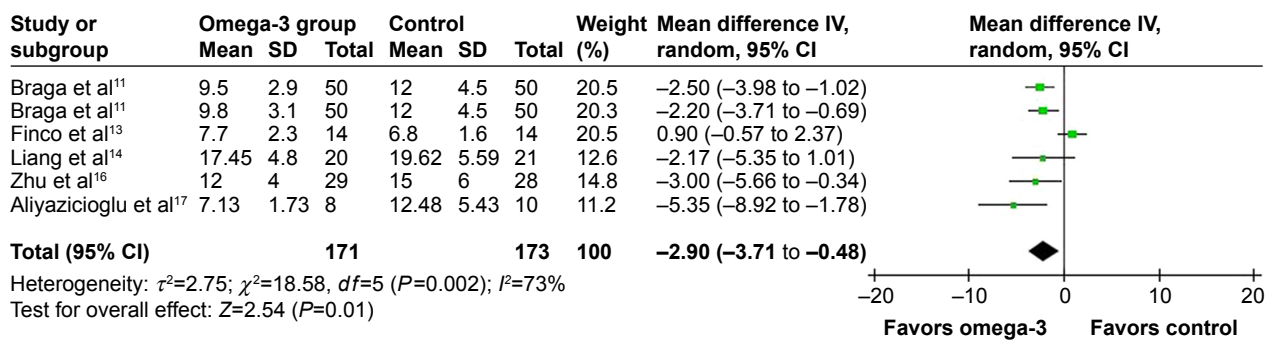 Study or subgroup Omega-3 group Control Weight (%) Mean difference IV, random, 95% CI Mean difference IV, random, 95% CI
Mean SD Total Mean SD Total
Braga et al¹¹ 9.5 2.9 50 12 4.5 50 20.5 –2.50 (–3.98 to –1.02)
Braga et al¹¹ 9.8 3.1 50 12 4.5 50 20.3 –2.20 (–3.71 to –0.69)
Finco et al¹³ 7.7 2.3 14 6.8 1.6 14 20.5 0.90 (–0.57 to 2.37)
Liang et al¹⁴ 17.45 4.8 20 19.62 5.59 21 12.6 –2.17 (–5.35 to 1.01)
Zhu et al¹⁶ 12 4 29 15 6 28 14.8 –3.00 (–5.66 to –0.34)
Aliyazicioglu et al¹⁷ 7.13 1.73 8 12.48 5.43 10 11.2 –5.35 (–8.92 to –1.78)
Total (95% CI) 171 173 100 –2.90 (–3.71 to –0.48)
Heterogeneity: τ²=2.75; χ²=18.58, df=5 (P=0.002); I²=73%
Test for overall effect: Z=2.54 (P=0.01)
–20 –10 0 10 20
Favors omega-3 Favors control